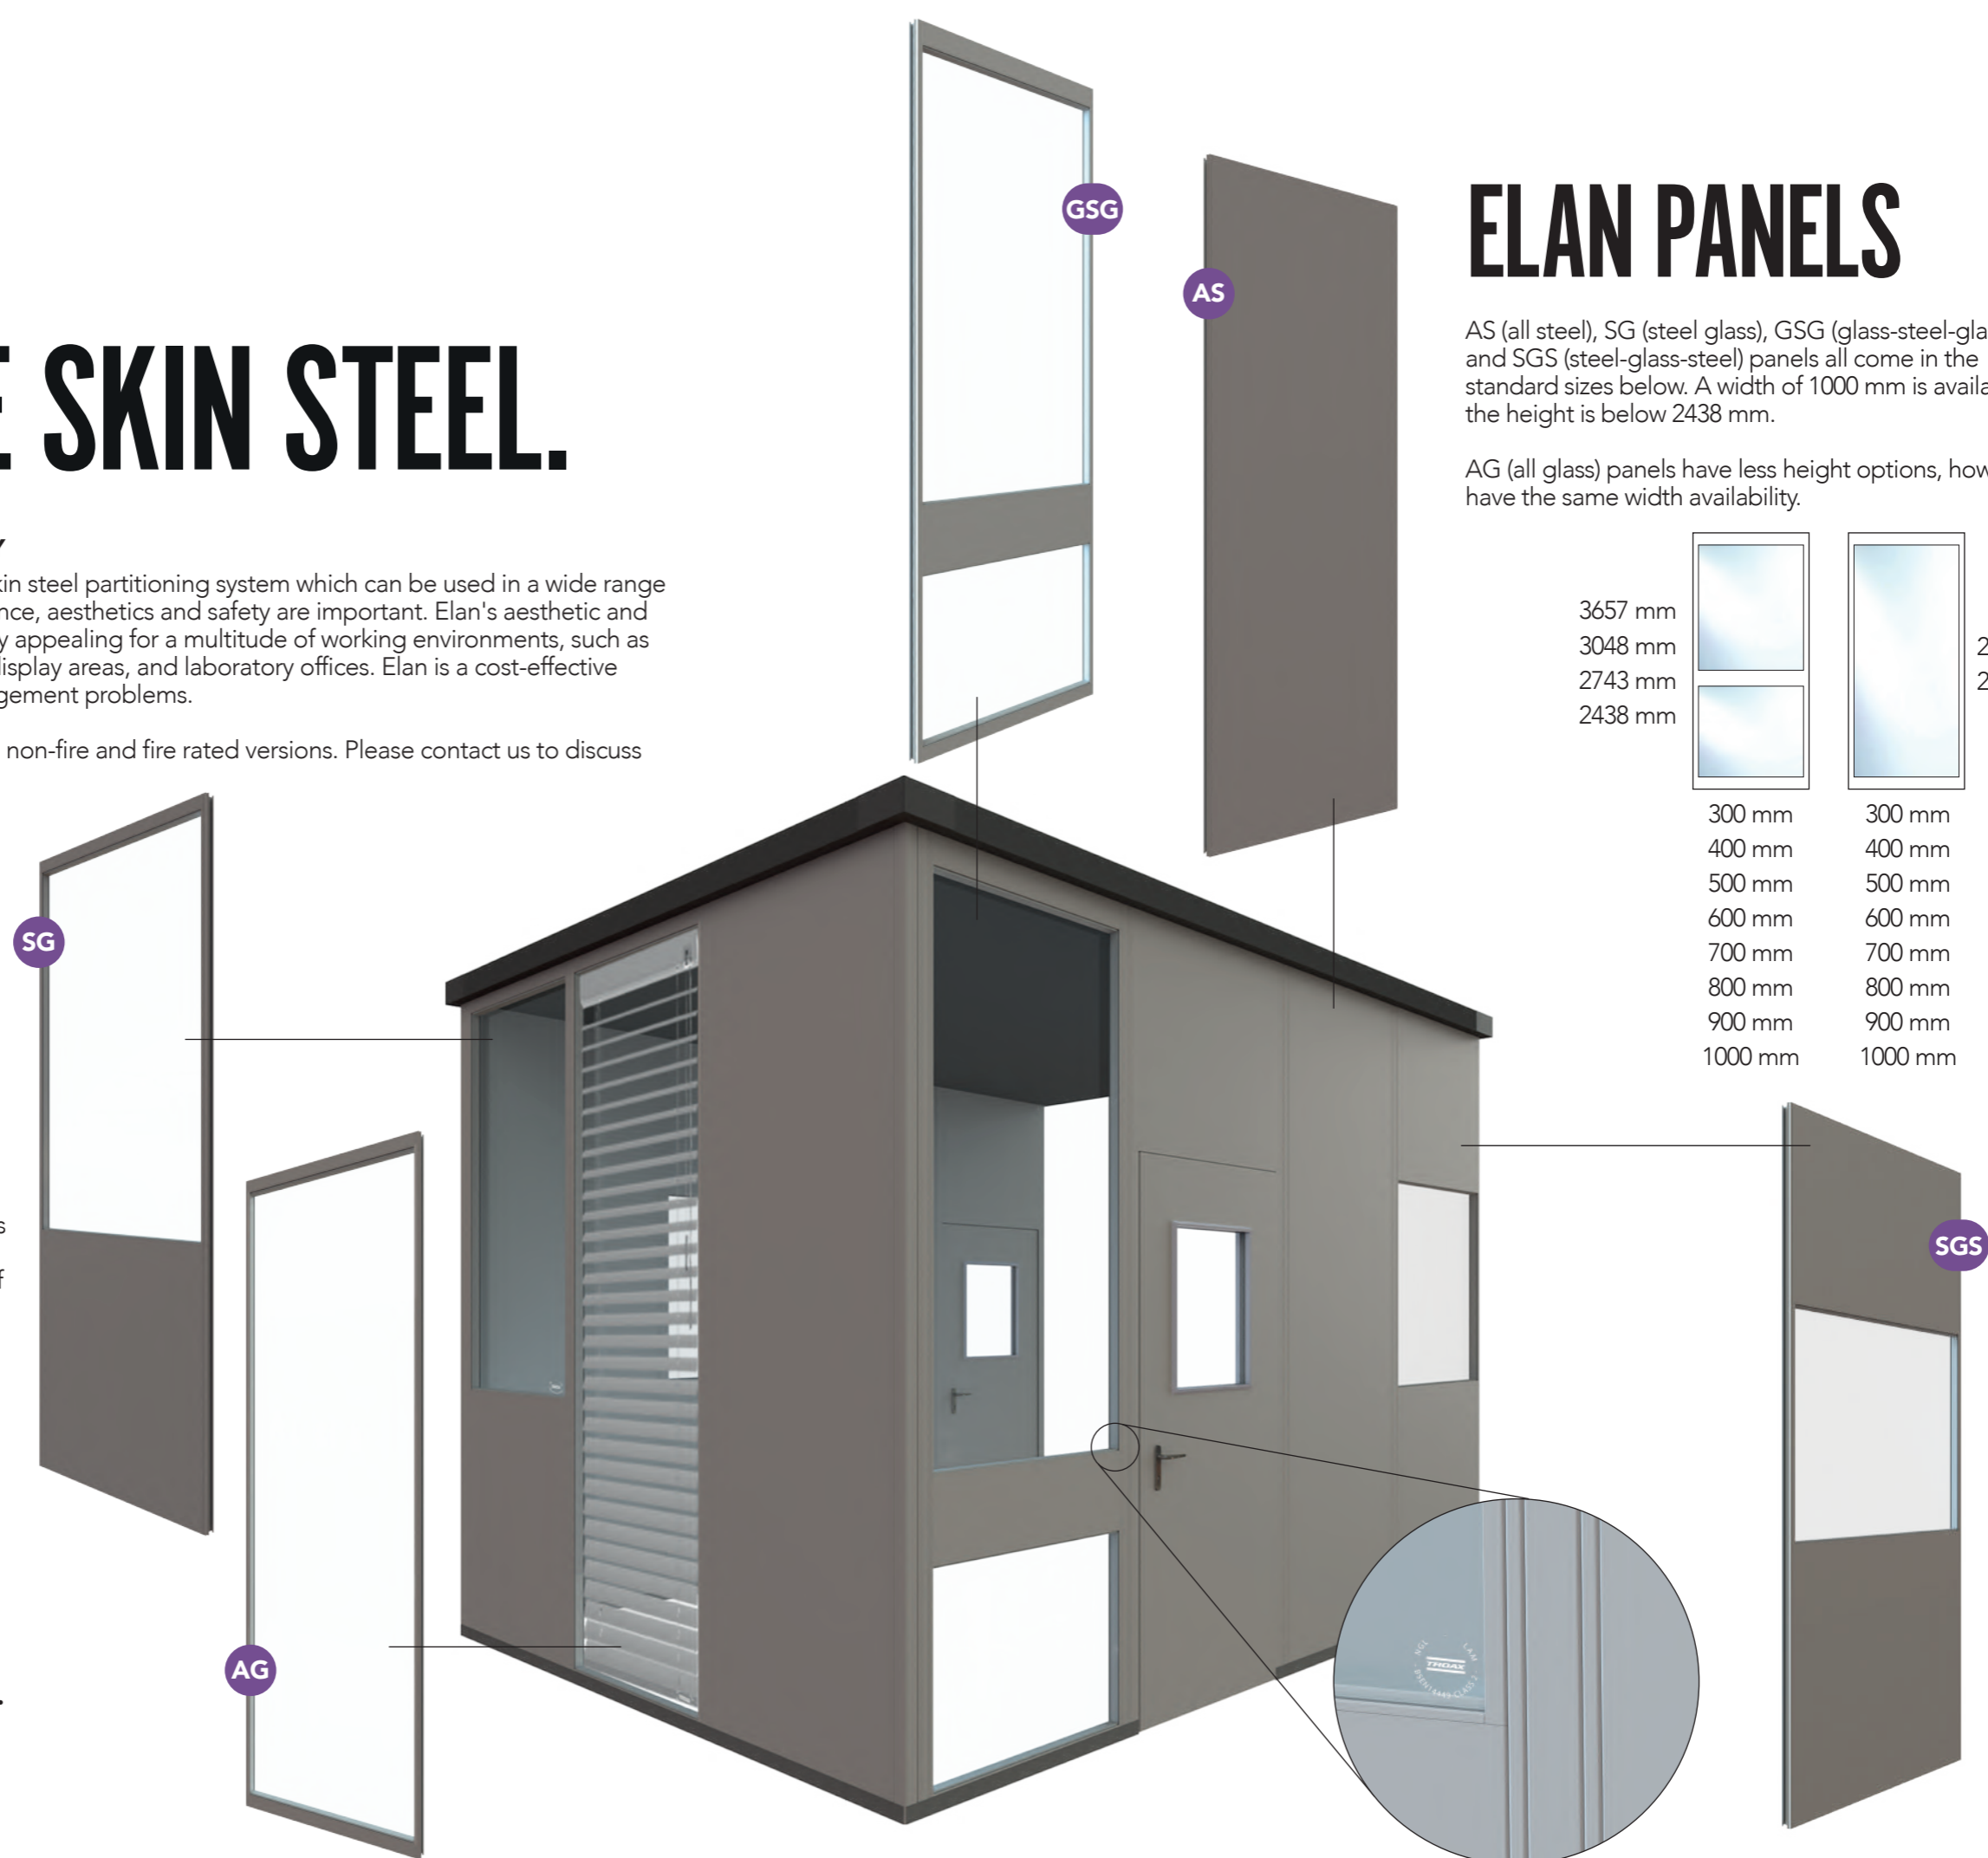 SKIN STEEL.
kin steel partitioning system which can be used in a wide range
nce, aesthetics and safety are important. Elan's aesthetic and
y appealing for a multitude of working environments, such as
display areas, and laboratory offices. Elan is a cost-effective
gement problems.
non-fire and fire rated versions. Please contact us to discuss
GSG
AS
SG
AG
SGS
ELAN PANELS
AS (all steel), SG (steel glass), GSG (glass-steel-gla
and SGS (steel-glass-steel) panels all come in the
standard sizes below. A width of 1000 mm is availa
the height is below 2438 mm.
AG (all glass) panels have less height options, how
have the same width availability.
3657 mm
3048 mm
2743 mm
2438 mm
2
2
300 mm 300 mm
400 mm 400 mm
500 mm 500 mm
600 mm 600 mm
700 mm 700 mm
800 mm 800 mm
900 mm 900 mm
1000 mm 1000 mm
s
f
TROAX